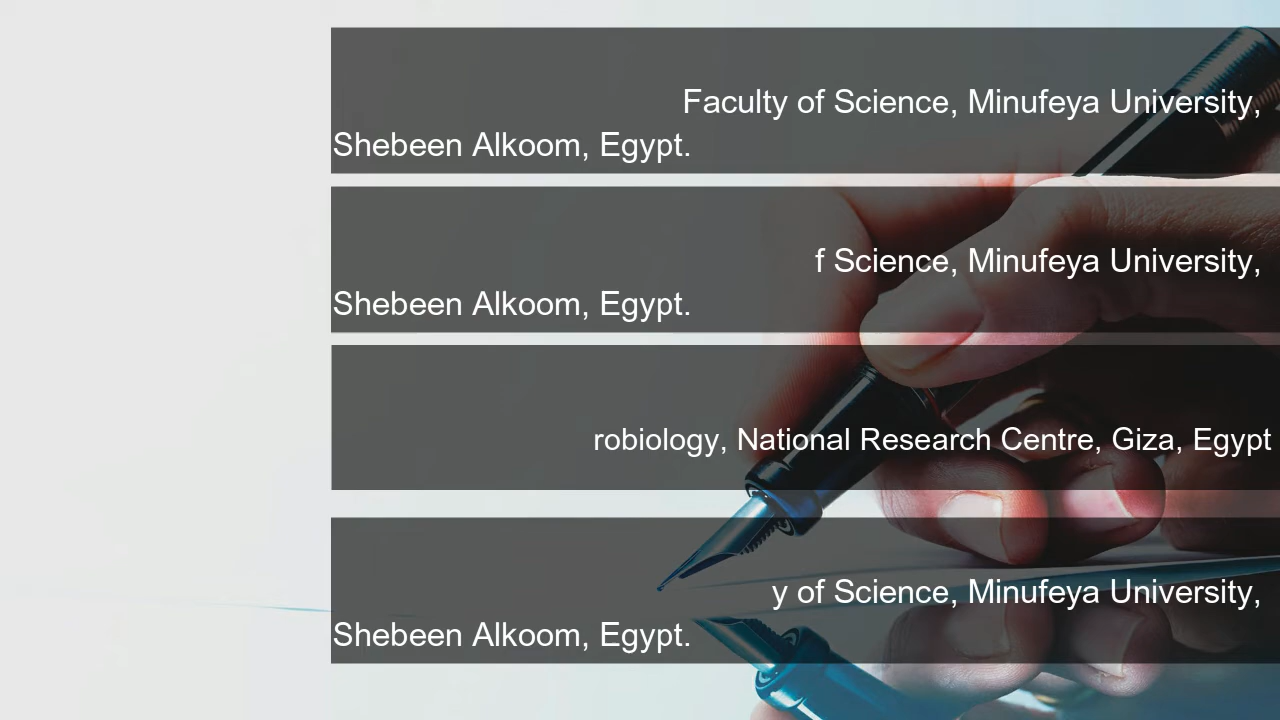 Faculty of Science, Minufeya University,
Shebeen Alkoom, Egypt.
f Science, Minufeya University,
Shebeen Alkoom, Egypt.
robiology, National Research Centre, Giza, Egypt
y of Science, Minufeya University,
Shebeen Alkoom, Egypt.